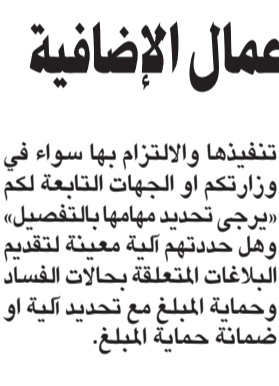 عمال الإضافية
تنفيذها والالتزام بها سواء في
وزارتكم او الجهات التابعة لكم
«يرجى تحديد مهامها بالتفصيل»
وهل حددتهم آلية معينة لتقديم
البلاغات المتعلقة بحالات الفساد
وحماية المبلغ مع تحديد آلية او
ضمانة حماية المبلغ.